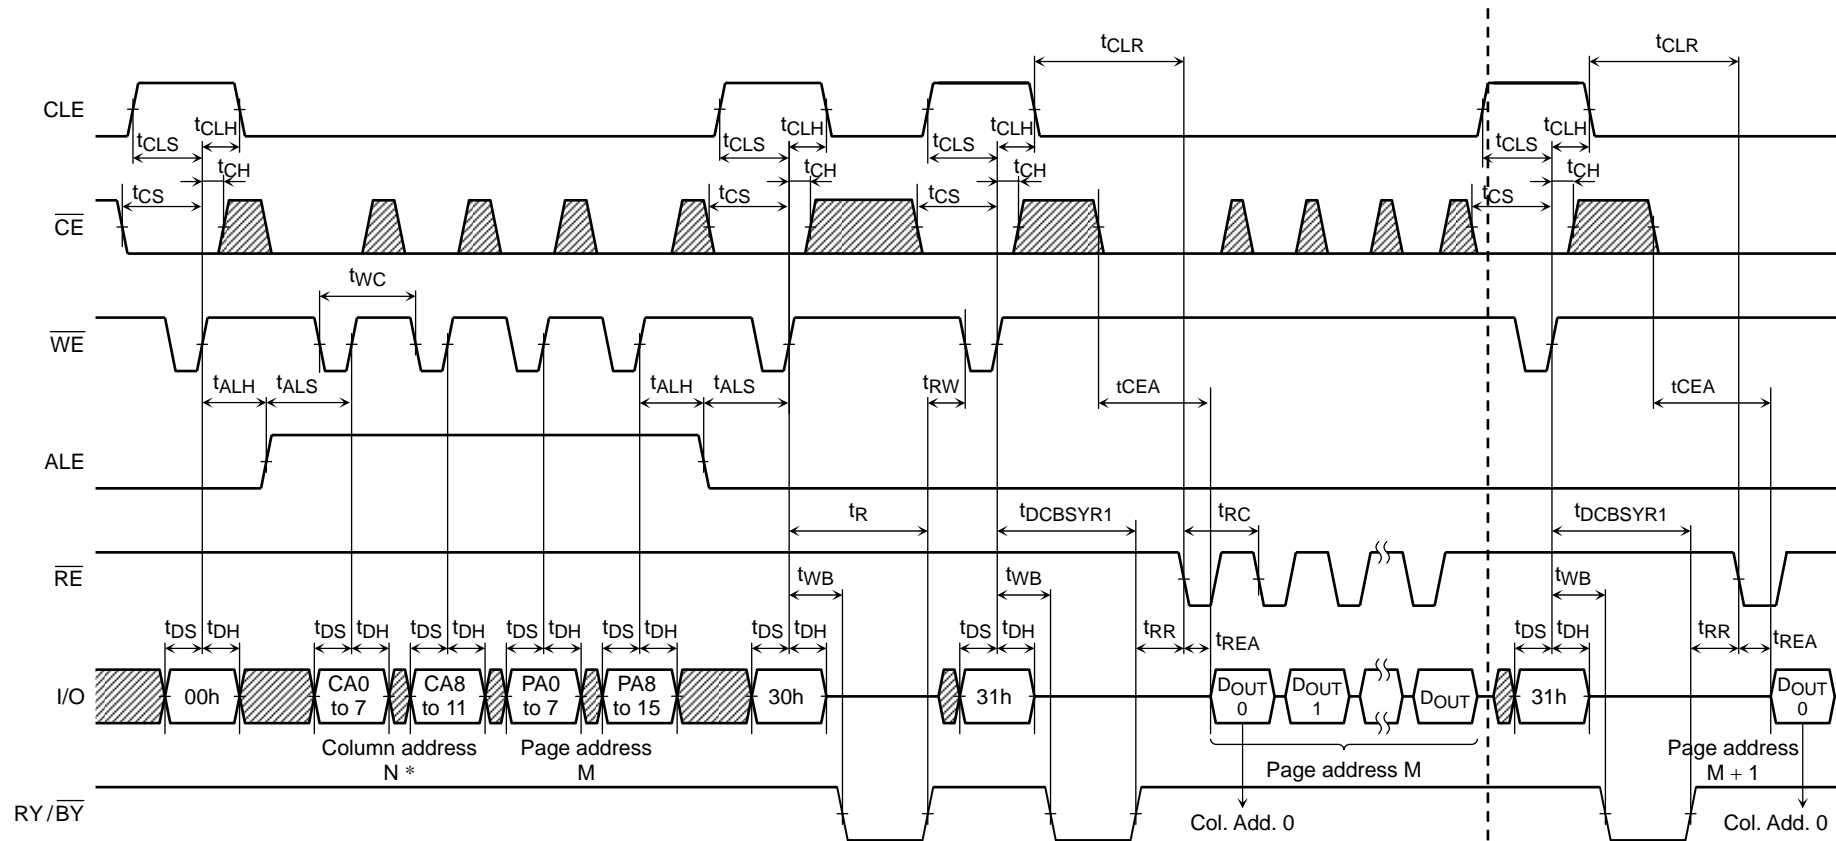 tCLR tCLR
CLE
tCLS tCLH tCLS tCLH tCLS tCLH tCLS tCLH
tCS tCH tCS tCH tCS tCH tCS tCH
CE
tWC
WE
tALH tALS tALH tALS tRW tCEA tCEA
ALE
tR tDCBSYR1 tRC tDCBSYR1
RE
tWB tWB tWB
tDS tDH tDS tDH tDS tDH tDS tDH tDS tDH tDS tDH tDS tDH tRR tREA tDS tDH tRR tREA
I/O
00h
CA0 to 7
CA8 to 11
PA0 to 7
PA8 to 15
30h
31h
DOUT 0
DOUT 1
DOUT
31h
DOUT 0
Column address
N *
Page address
M
Page address M
Page address
M + 1
RY/BY
Col. Add. 0
Col. Add. 0